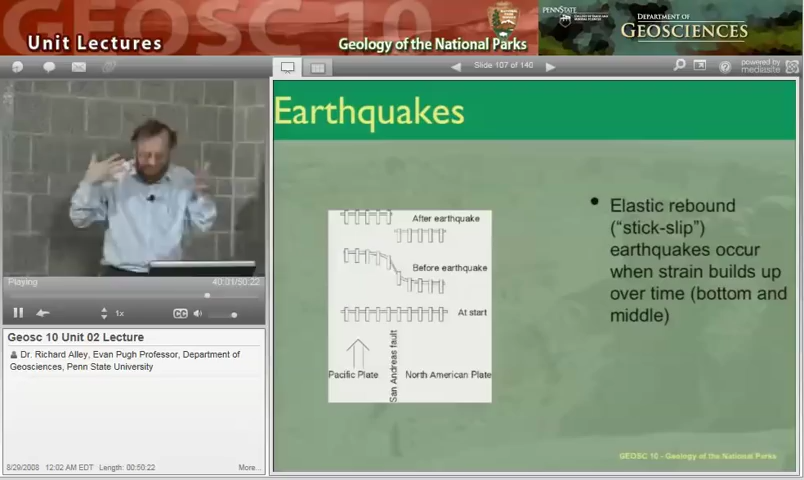 GEOSC 10
Unit Lectures
Geology of the National Parks
PENNSTATE
DEPARTMENT OF
GEOSCIENCES
Slide 107 of 140
powered by
mediasite
Earthquakes
After earthquake
Before earthquake
At start
San Andreas fault
Pacific Plate
North American Plate
• Elastic rebound
("stick-slip")
earthquakes occur
when strain builds up
over time (bottom and
middle)
GEOSC 10 - Geology of the National Parks
Playing
40:01/50:22
1x
CC
Geosc 10 Unit 02 Lecture
Dr. Richard Alley, Evan Pugh Professor, Department of
Geosciences, Penn State University
8/29/2008 12:02 AM EDT Length: 50:22
More...